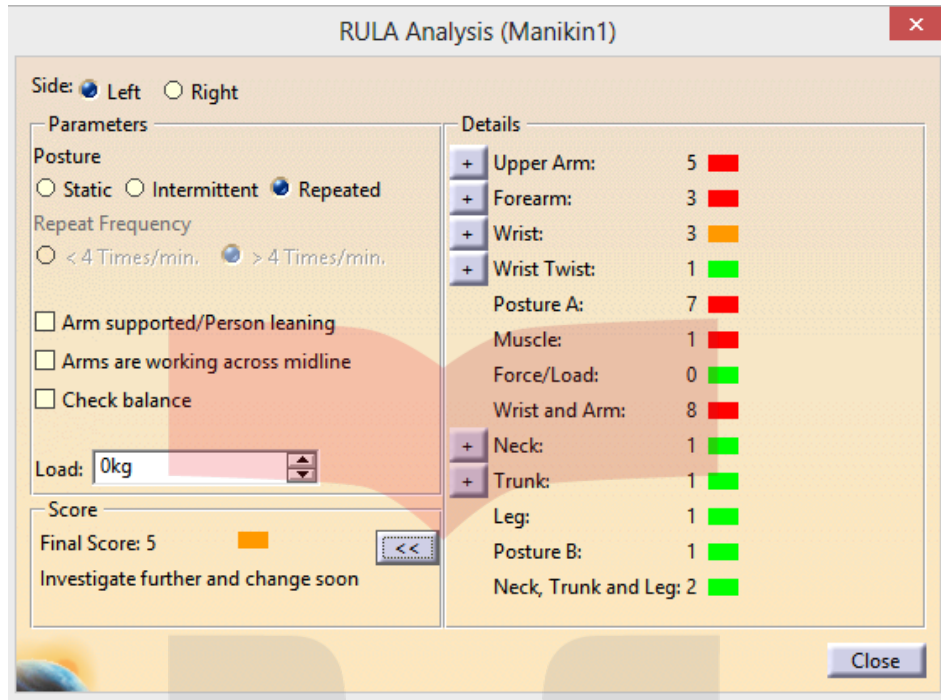 RULA Analysis (Manikin1)
×
Side: Left Right
Parameters
Posture
Static Intermittent Repeated
Repeat Frequency
< 4 Times/min. > 4 Times/min.
Arm supported/Person leaning
Arms are working across midline
Check balance
Load: 0kg
Score
Final Score: 5
<<
Investigate further and change soon
Details
+ Upper Arm: 5
+ Forearm: 3
+ Wrist: 3
+ Wrist Twist: 1
Posture A: 7
Muscle: 1
Force/Load: 0
Wrist and Arm: 8
+ Neck: 1
+ Trunk: 1
Leg: 1
Posture B: 1
Neck, Trunk and Leg: 2
Close